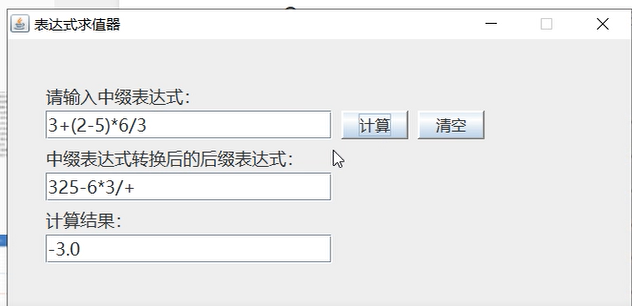 表达式求值器
请输入中缀表达式：
3+(2-5)*6/3 计算 清空
中缀表达式转换后的后缀表达式：
325-6*3/+
计算结果：
-3.0